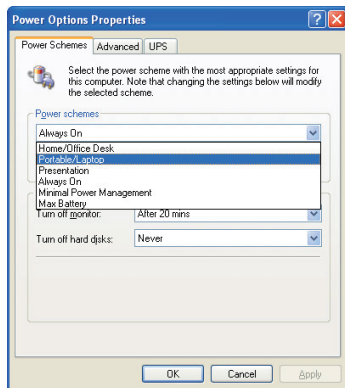 Power Options Properties
Power Schemes Advanced UPS
Select the power scheme with the most appropriate settings for
this computer. Note that changing the settings below will modify
the selected scheme.
Power schemes
Always On
Home/Office Desk
Portable/Laptop
Presentation
Always On
Minimal Power Management
Max Battery
Turn off monitor: After 20 mins
Turn off hard disks: Never
OK Cancel Apply